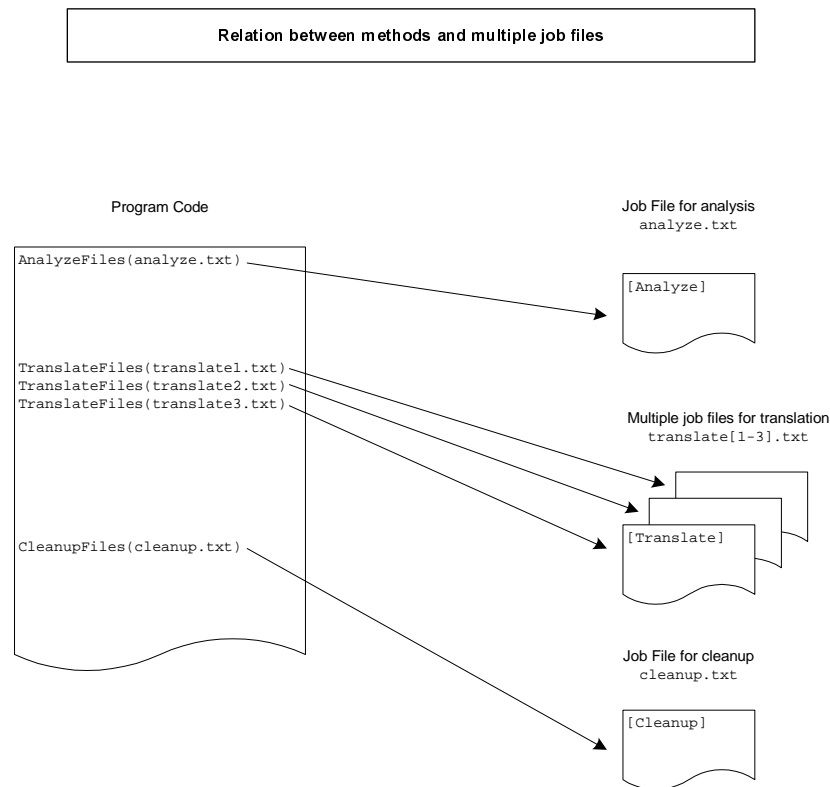 Relation between methods and multiple job files
Program Code
AnalyzeFiles(analyze.txt)
TranslateFiles(translate1.txt)
TranslateFiles(translate2.txt)
TranslateFiles(translate3.txt)
CleanupFiles(cleanup.txt)
Job File for analysis
analyze.txt
[Analyze]
Multiple job files for translation
translate[1-3].txt
[Translate]
Job File for cleanup
cleanup.txt
[Cleanup]